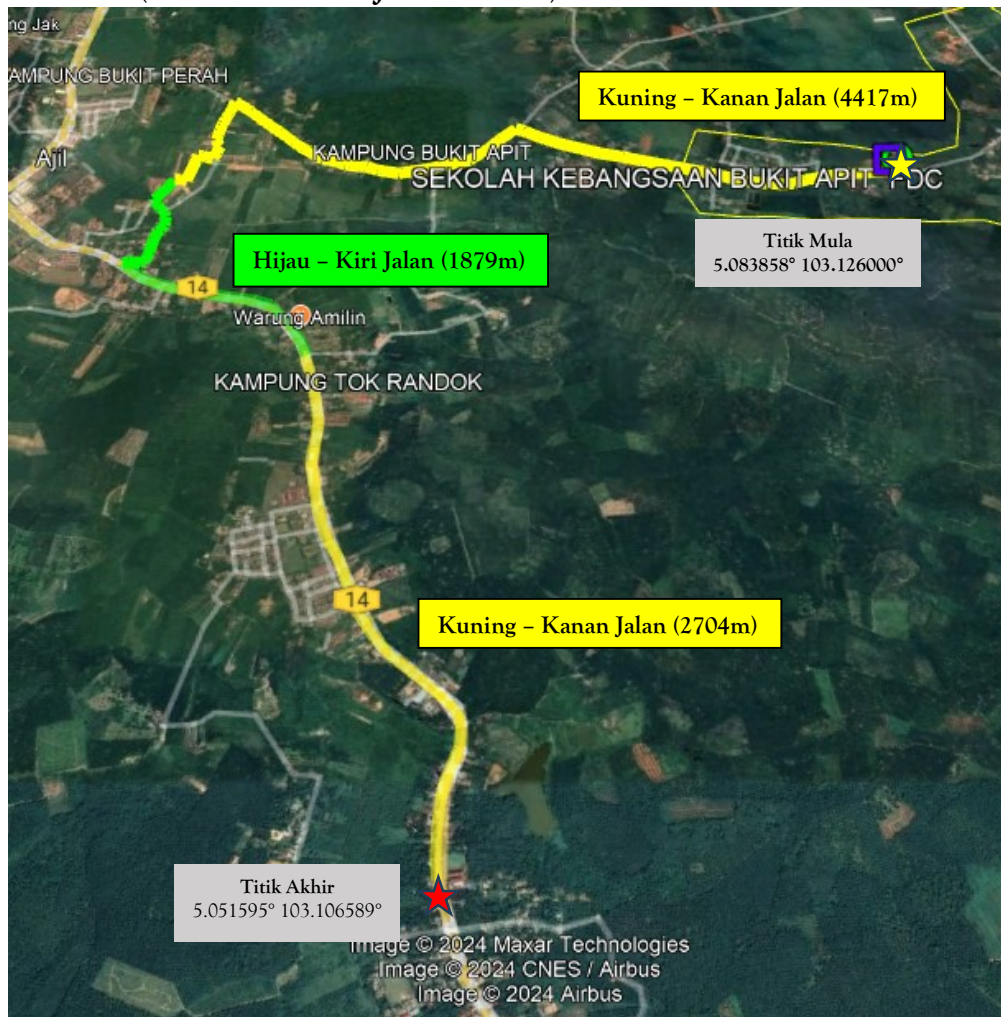 ng Jak
AMPUNG BUKIT PERAH
Kuning – Kanan Jalan (4417m)
Ajil
KAMPUNG BUKIT APIT
SEKOLAH KEBANGSAAN BUKIT APIT PDC
Titik Mula
5.083858° 103.126000°
Hijau – Kiri Jalan (1879m)
14
Warung Amilin
KAMPUNG TOK RANDOK
14
Kuning – Kanan Jalan (2704m)
Titik Akhir
5.051595° 103.106589°
Image © 2024 Maxar Technologies
Image © 2024 CNES / Airbus
Image © 2024 Airbus